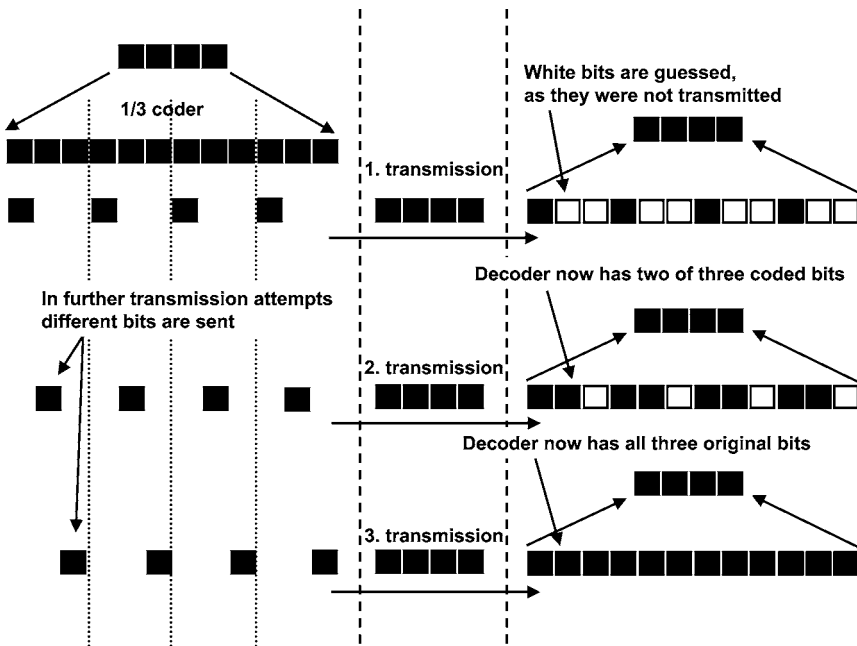 White bits are guessed,
as they were not transmitted
1/3 coder
1. transmission
Decoder now has two of three coded bits
In further transmission attempts
different bits are sent
2. transmission
Decoder now has all three original bits
3. transmission